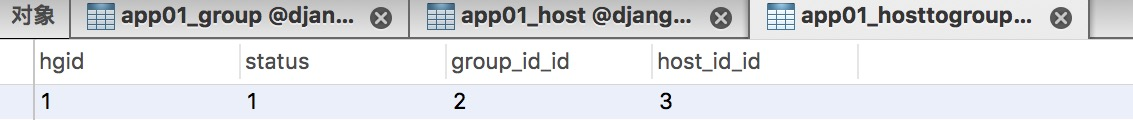 对象 app01_group @djan... app01_host @djang... app01_hosttogroup...
hgid status group_id_id host_id_id
1 1 2 3